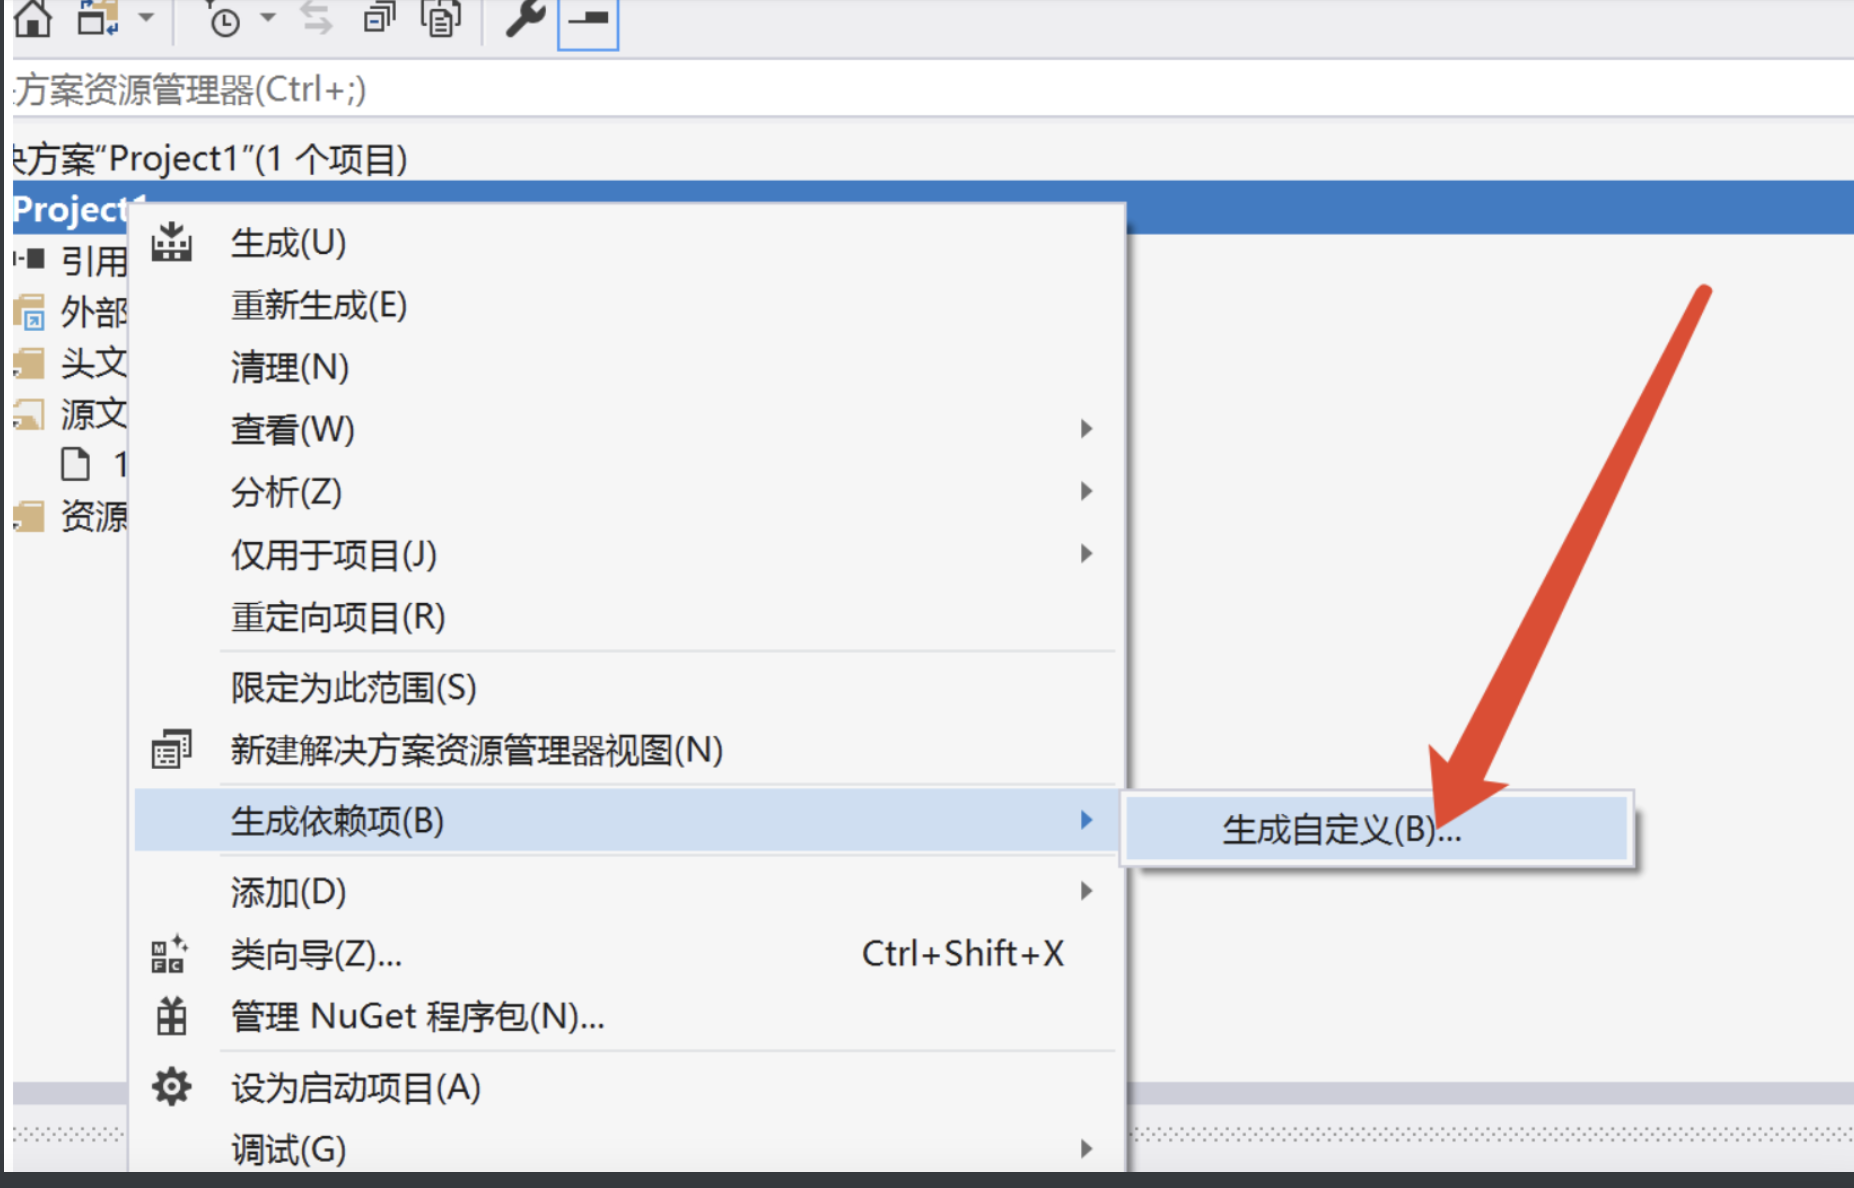 方案资源管理器(Ctrl+;)
决方案“Project1”(1 个项目)
Project1
引用
外部
头文
源文
1
资源
生成(U)
重新生成(E)
清理(N)
查看(W)
分析(Z)
仅用于项目(J)
重定向项目(R)
限定为此范围(S)
新建解决方案资源管理器视图(N)
生成依赖项(B)
生成自定义(B)...
添加(D)
类向导(Z)... Ctrl+Shift+X
管理 NuGet 程序包(N)...
设为启动项目(A)
调试(G)